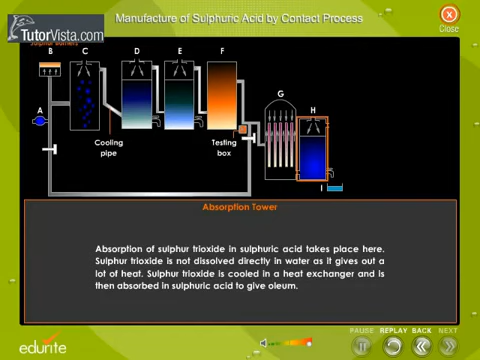 Manufacture of Sulphuric Acid by Contact Process
Close
TutorVista.com
Sulphur burners
B C D E F
G
A
H
Cooling pipe
Testing box
I
Absorption Tower
Absorption of sulphur trioxide in sulphuric acid takes place here.
Sulphur trioxide is not dissolved directly in water as it gives out a
lot of heat. Sulphur trioxide is cooled in a heat exchanger and is
then absorbed in sulphuric acid to give oleum.
PAUSE REPLAY BACK NEXT
edurite